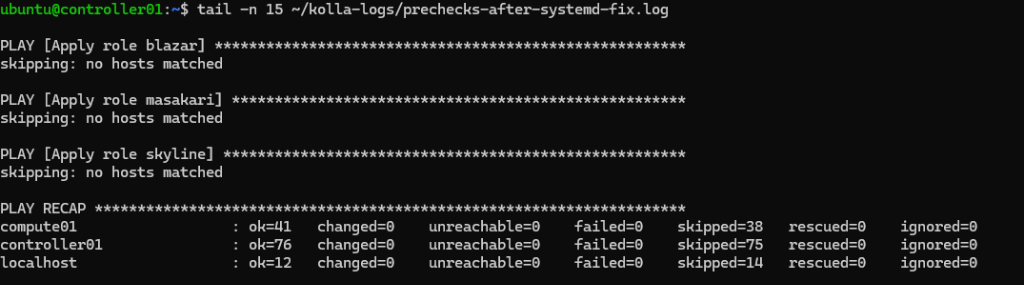 ubuntu@controller01:~$ tail -n 15 ~/kolla-logs/prechecks-after-systemd-fix.log
PLAY [Apply role blazar] *******************************************************
skipping: no hosts matched
PLAY [Apply role masakari] *****************************************************
skipping: no hosts matched
PLAY [Apply role skyline] ******************************************************
skipping: no hosts matched
PLAY RECAP *********************************************************************
compute01                  : ok=41   changed=0    unreachable=0    failed=0    skipped=38   rescued=0    ignored=0
controller01               : ok=76   changed=0    unreachable=0    failed=0    skipped=75   rescued=0    ignored=0
localhost                  : ok=12   changed=0    unreachable=0    failed=0    skipped=14   rescued=0    ignored=0